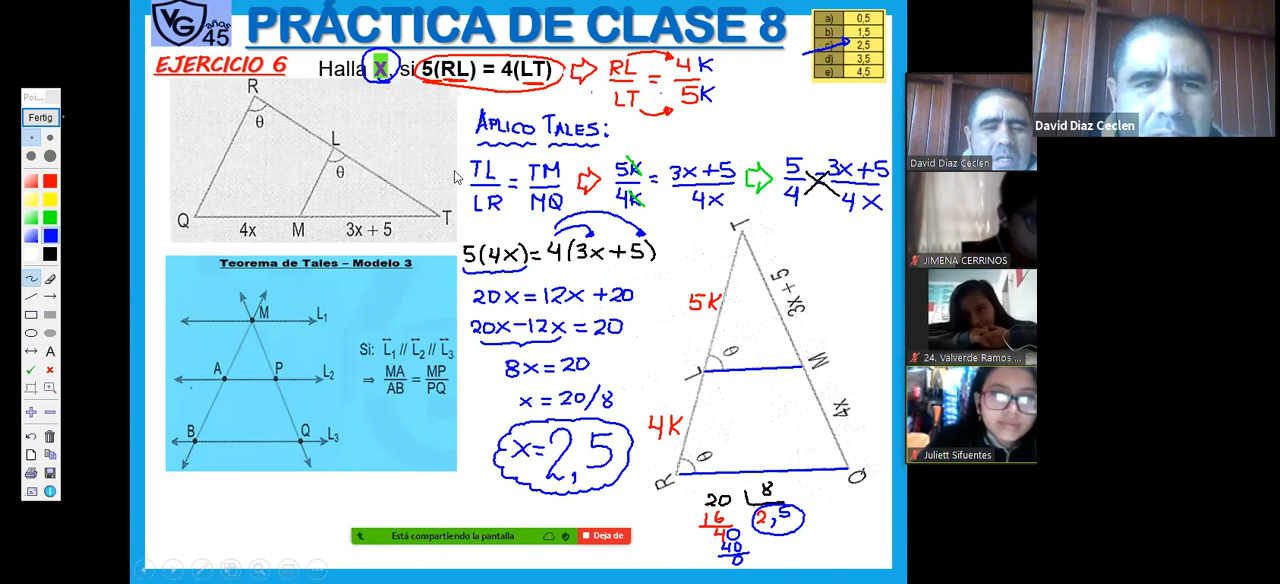 VG
años
45
PRÁCTICA DE CLASE 8
a) 0,5
b) 1,5
c) 2,5
d) 3,5
e) 4,5
EJERCICIO 6
Halla X, si 5(RL) = 4(LT) ⇨ RL/LT = 4K/5K
R
θ
L
θ
Q
M
T
4x
3x + 5
APLICO TALES:
TL/LR = TM/MQ ⇨ 5K/4K = 3x+5/4x ⇨ 5/4 = 3x+5/4x
5(4x) = 4(3x+5)
20x = 12x + 20
20x - 12x = 20
8x = 20
x = 20/8
x = 2,5
Teorema de Tales – Modelo 3
M
L1
A
P
L2
B
Q
L3
Si: L1 // L2 // L3
⇒ MA/AB = MP/PQ
T
5K
3x + 5
L
θ
M
4K
4x
R
θ
Q
20 8
16 2,5
40
40
0
Poi...
Fertig
A
Está compartiendo la pantalla
Deja de
David Diaz Ceclen
David Diaz Ceclen
JIMENA CERRINOS
24. Valverde Ramos ...
Juliett Sifuentes